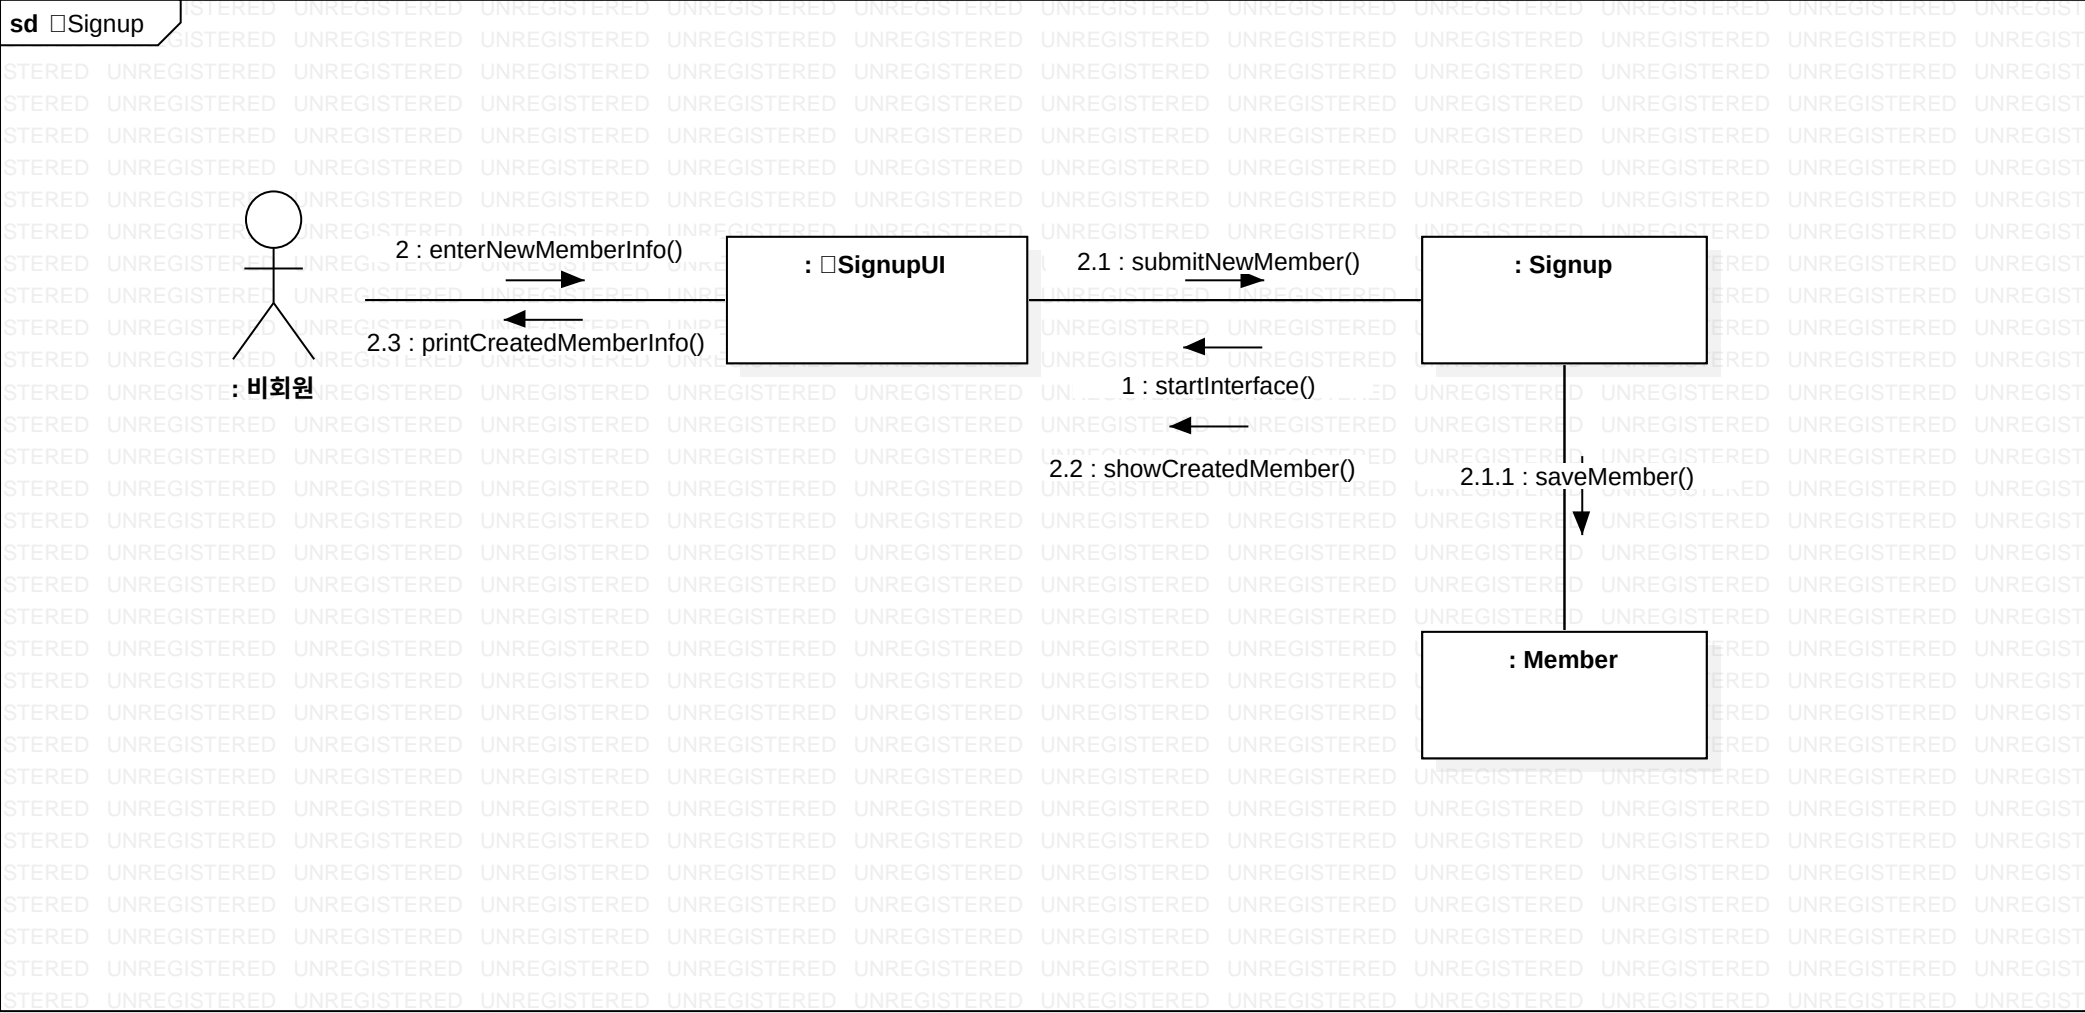 sd □Signup
2 : enterNewMemberInfo()
2.3 : printCreatedMemberInfo()
: 비회원
: □SignupUI
2.1 : submitNewMember()
1 : startInterface()
2.2 : showCreatedMember()
: Signup
2.1.1 : saveMember()
: Member
UNREGISTERED